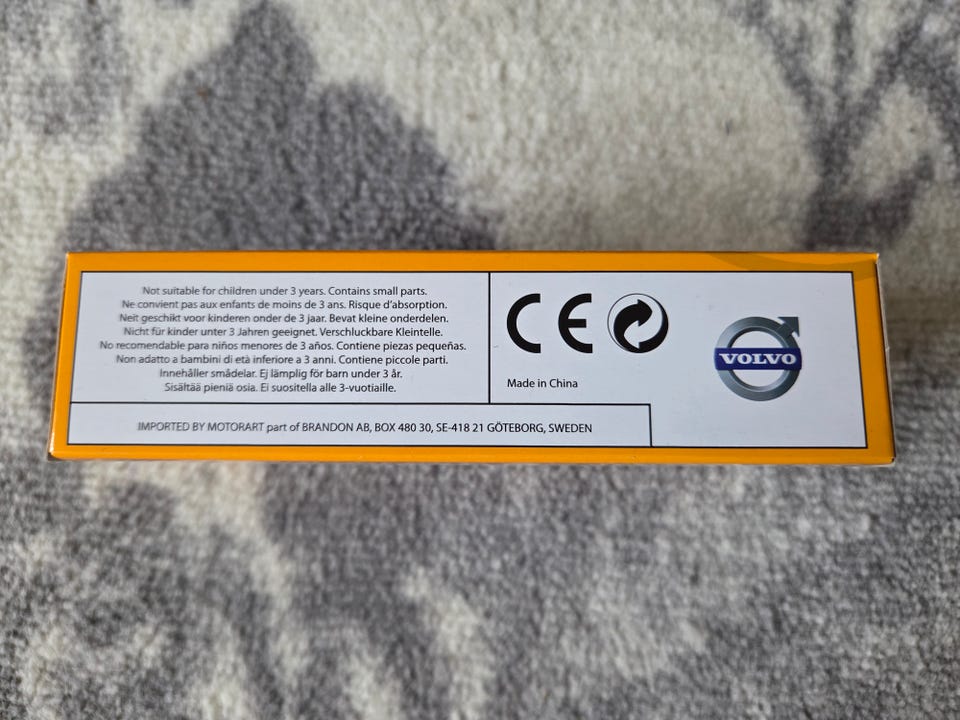 Not suitable for children under 3 years. Contains small parts.
Ne convient pas aux enfants de moins de 3 ans. Risque d'absorption.
Neit geschikt voor kinderen onder de 3 jaar. Bevat kleine onderdelen.
Nicht für kinder unter 3 Jahren geeignet. Verschluckbare Kleintelle.
No recomendable para niños menores de 3 años. Contiene piezas pequeñas.
Non adatto a bambini di età inferiore a 3 anni. Contiene piccole parti.
Innehåller smådelar. Ej lämplig för barn under 3 år.
Sisältää pieniä osia. Ei suositella alle 3-vuotiaille.
IMPORTED BY MOTORART part of BRANDON AB, BOX 480 30, SE-418 21 GÖTEBORG, SWEDEN
CE
Made in China
VOLVO